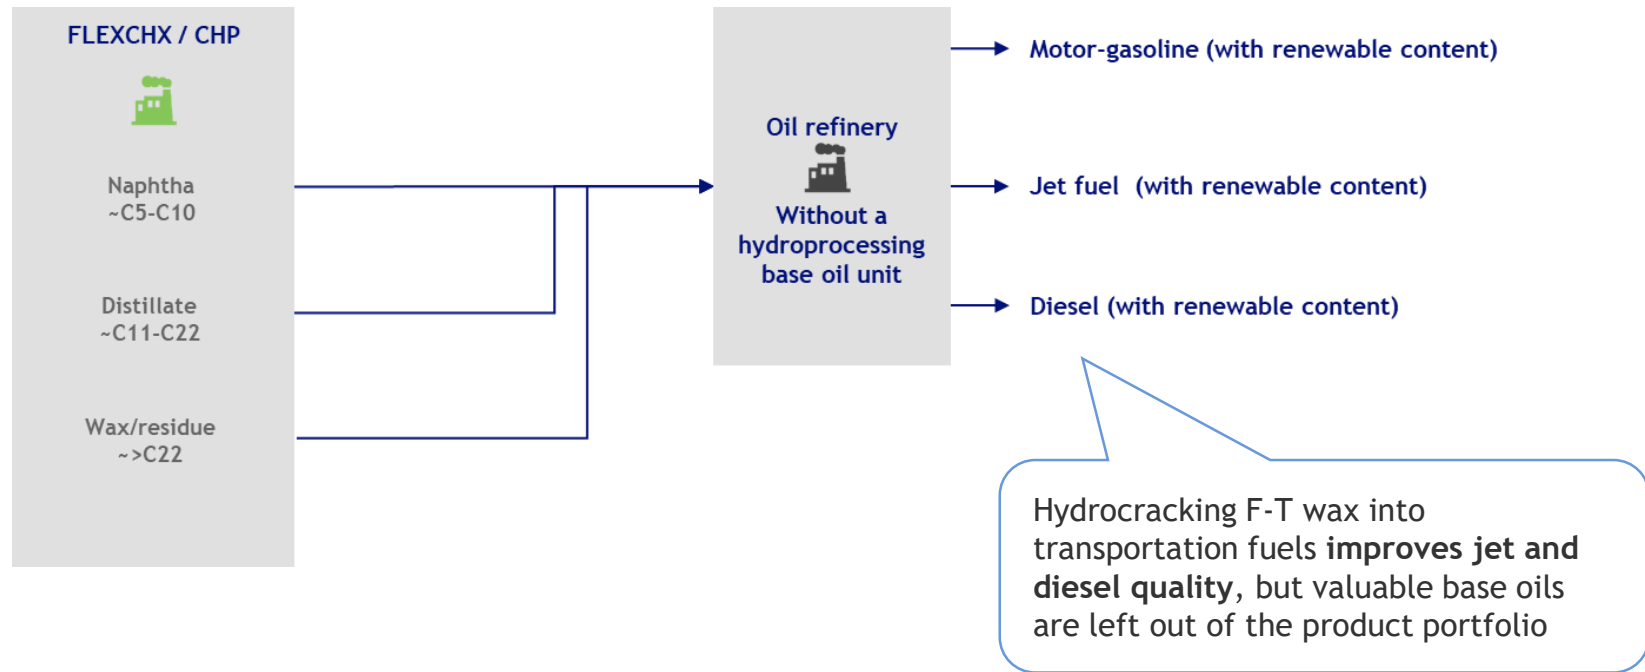 FLEXCHX / CHP
Naphtha
~C5-C10
Distillate
~C11-C22
Wax/residue
~>C22
Oil refinery
Without a
hydroprocessing
base oil unit
Motor-gasoline (with renewable content)
Jet fuel (with renewable content)
Diesel (with renewable content)
Hydrocracking F-T wax into
transportation fuels improves jet and
diesel quality, but valuable base oils
are left out of the product portfolio